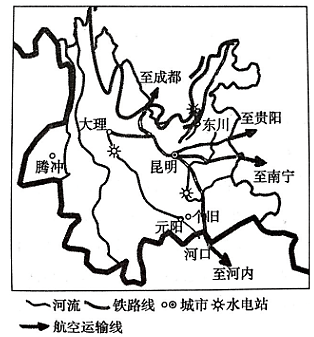 至成都
大理
东川
至贵阳
腾冲
昆明
至南宁
元阳
个旧
河口
至河内
河流 铁路线 城市 水电站
航空运输线